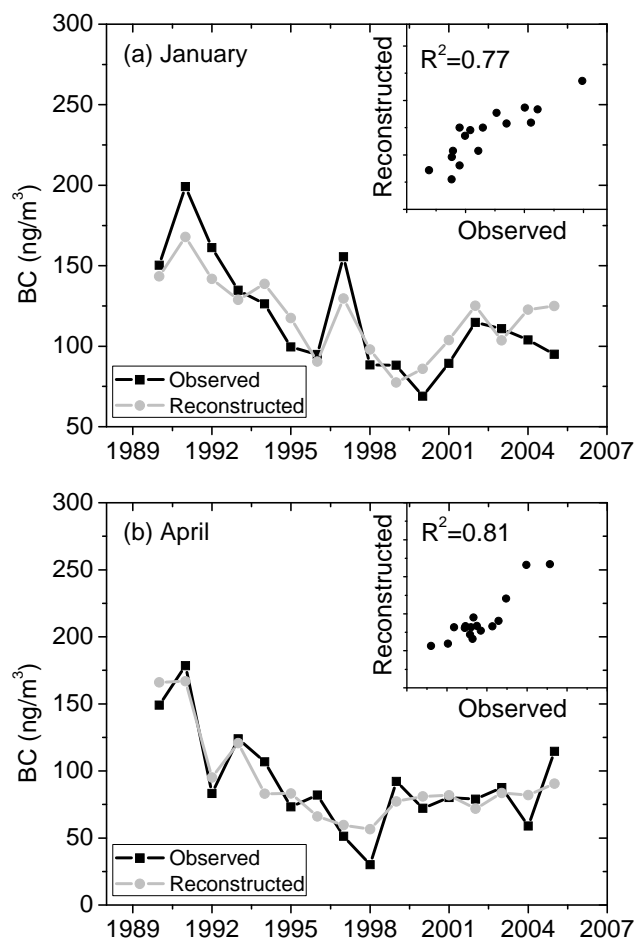 300
(a) January
R²=0.77
Reconstructed
Observed
250
200
150
100
50
BC (ng/m³)
Observed
Reconstructed
1989 1992 1995 1998 2001 2004 2007
300
(b) April
R²=0.81
Reconstructed
Observed
250
200
150
100
50
0
BC (ng/m³)
Observed
Reconstructed
1989 1992 1995 1998 2001 2004 2007